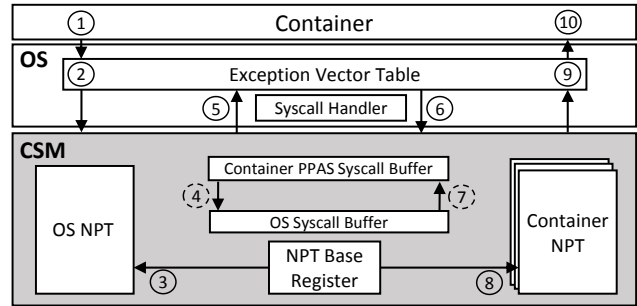 1 Container 10
OS
2 Exception Vector Table 9
5 Syscall Handler 6
CSM
Container PPAS Syscall Buffer
4 7
OS Syscall Buffer
OS NPT
Container
NPT
NPT Base
Register
3 8